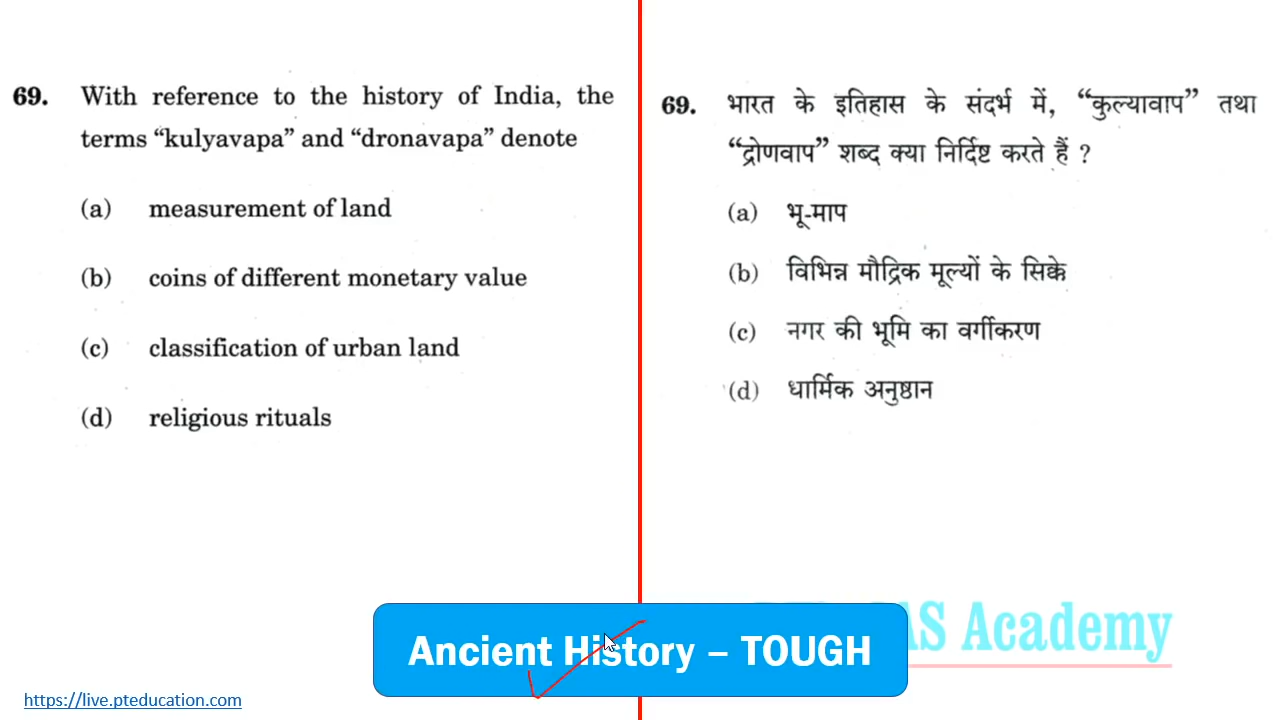 69. With reference to the history of India, the
terms “kulyavapa” and “dronavapa” denote
(a) measurement of land
(b) coins of different monetary value
(c) classification of urban land
(d) religious rituals
69. भारत के इतिहास के संदर्भ में, “कुल्यावाप” तथा
“द्रोणवाप” शब्द क्या निर्दिष्ट करते हैं ?
(a) भू-माप
(b) विभिन्न मौद्रिक मूल्यों के सिक्के
(c) नगर की भूमि का वर्गीकरण
(d) धार्मिक अनुष्ठान
Academy
Ancient History – TOUGH
https://live.pteducation.com